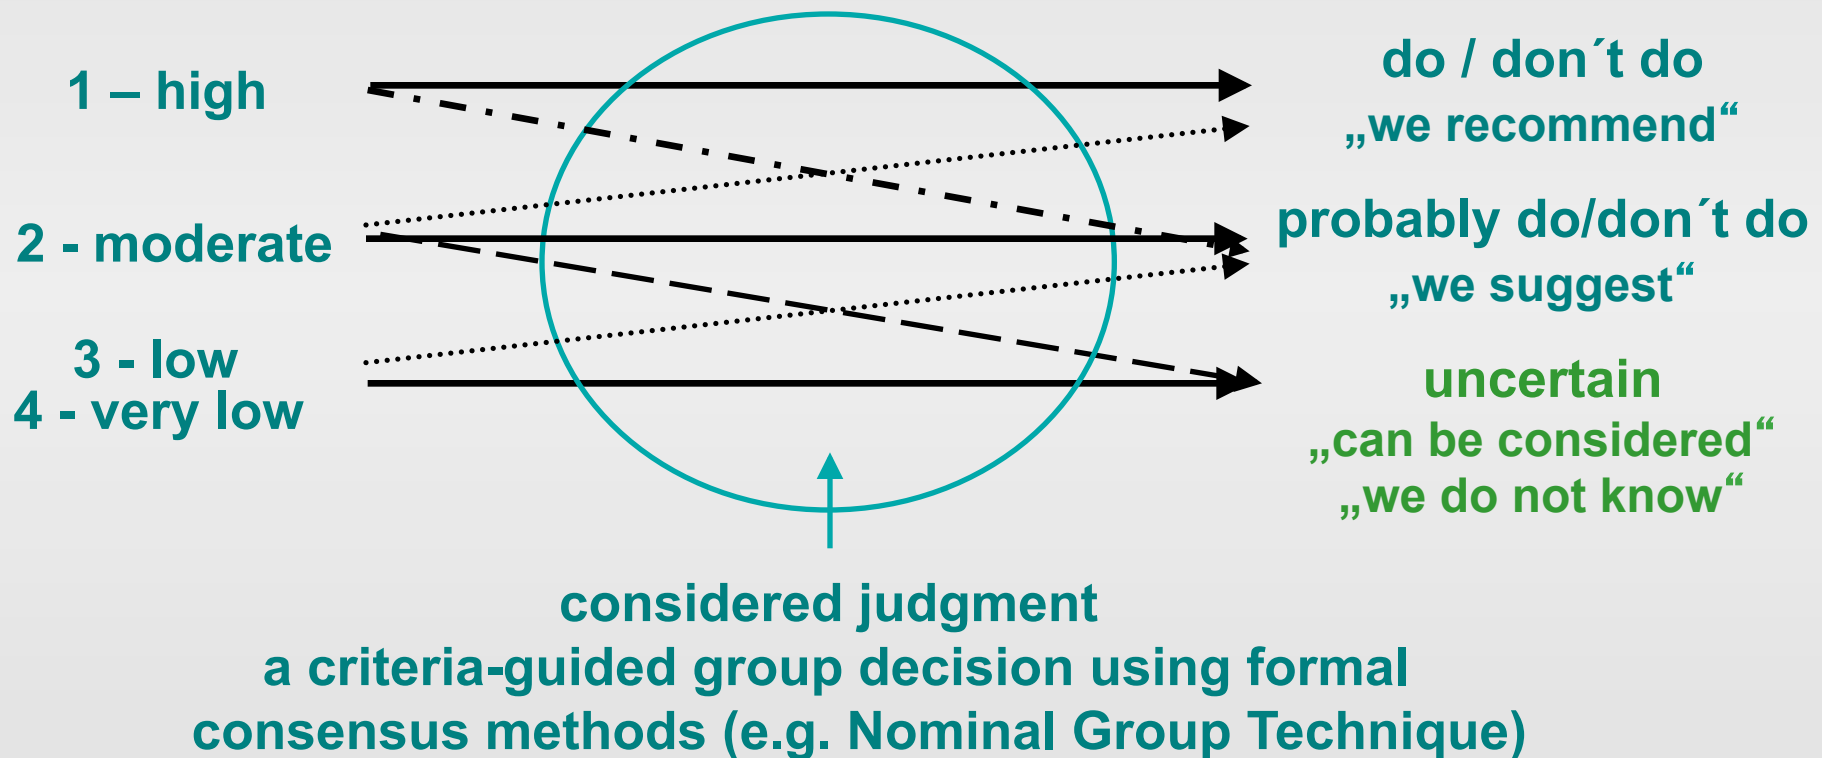 1 – high
do / don´t do
„we recommend“
2 - moderate
probably do/don´t do
„we suggest“
3 - low
4 - very low
uncertain
„can be considered“
„we do not know“
considered judgment
a criteria-guided group decision using formal
consensus methods (e.g. Nominal Group Technique)